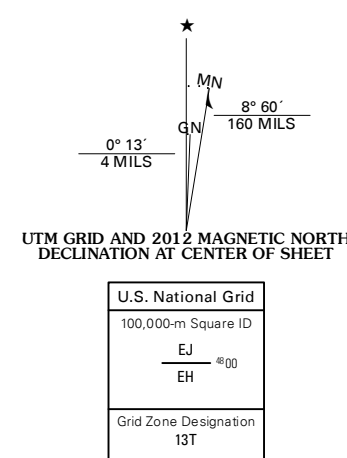 ★
MN
GN
8° 60´
160 MILS
0° 13´
4 MILS
UTM GRID AND 2012 MAGNETIC NORTH
DECLINATION AT CENTER OF SHEET
U.S. National Grid
100,000-m Square ID
EJ
4800
EH
Grid Zone Designation
13T